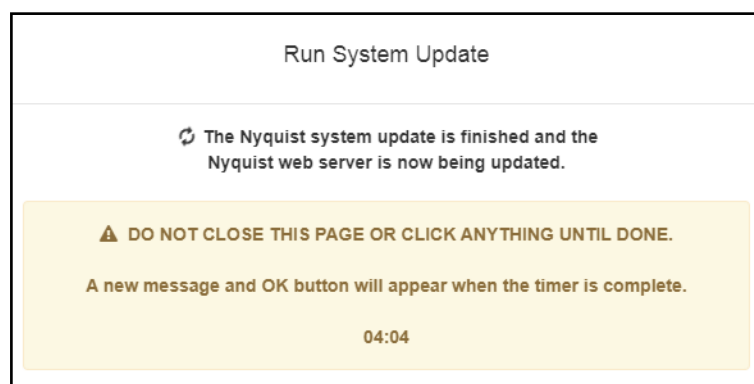 Run System Update
The Nyquist system update is finished and the
Nyquist web server is now being updated.
DO NOT CLOSE THIS PAGE OR CLICK ANYTHING UNTIL DONE.
A new message and OK button will appear when the timer is complete.
04:04